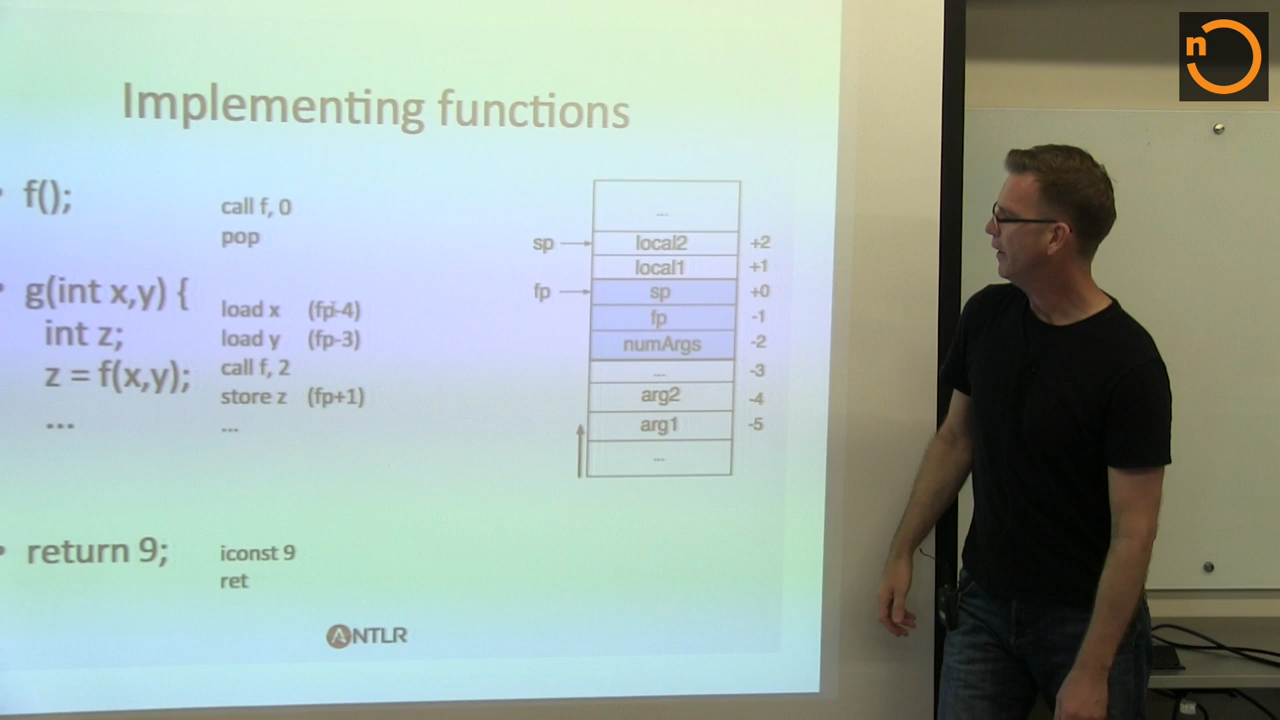 n
Implementing functions
• f();
call f, 0
pop
• g(int x,y) {
int z;
z = f(x,y);
...
load x (fp-4)
load y (fp-3)
call f, 2
store z (fp+1)
...
• return 9;
iconst 9
ret
...
sp local2 +2
local1 +1
fp sp +0
fp -1
numArgs -2
... -3
arg2 -4
arg1 -5
...
ANTLR